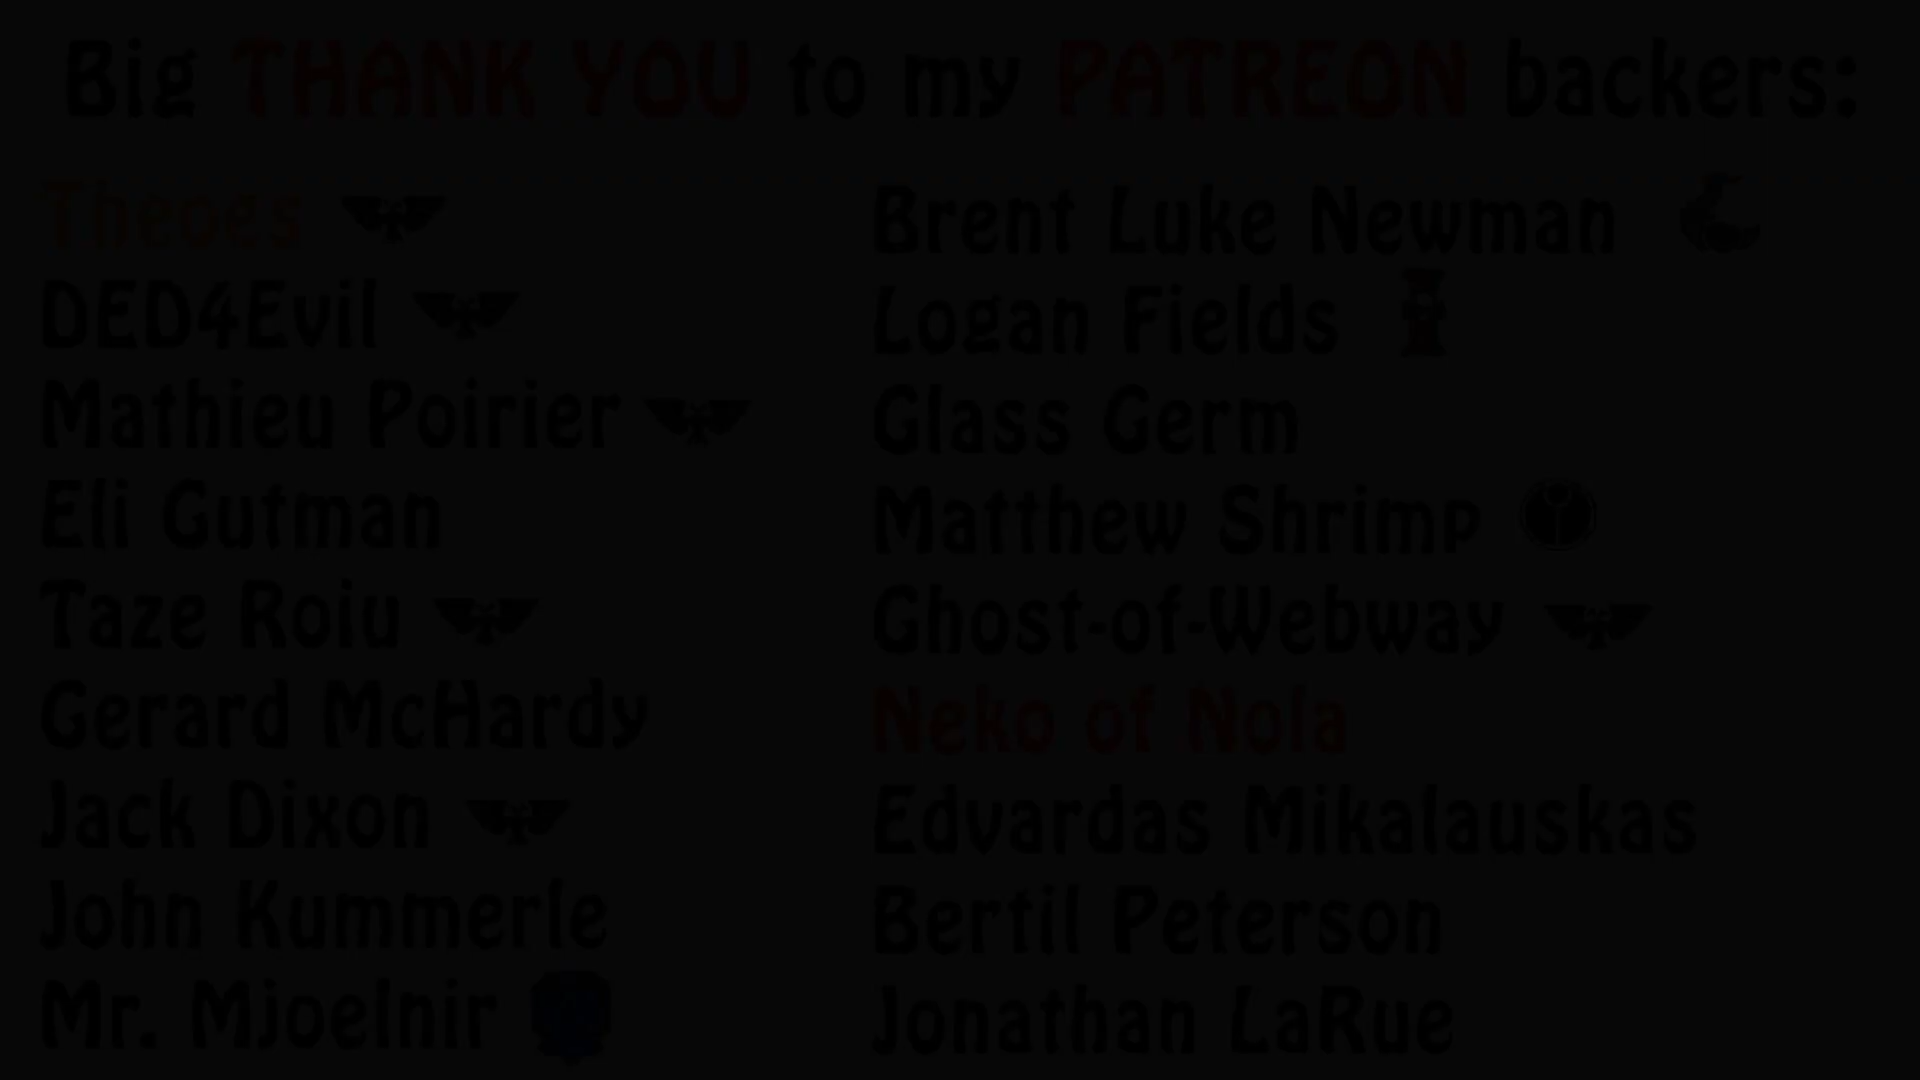 Big THANK YOU to my PATREON backers:
Theoes
DED4Evil
Mathieu Poirier
Eli Gutman
Taze Roiu
Gerard McHardy
Jack Dixon
John Kummerle
Mr. Mjoelnir
Brent Luke Newman
Logan Fields
Glass Germ
Matthew Shrimp
Ghost-of-Webway
Neko of Nola
Edvardas Mikalauskas
Bertil Peterson
Jonathan LaRue